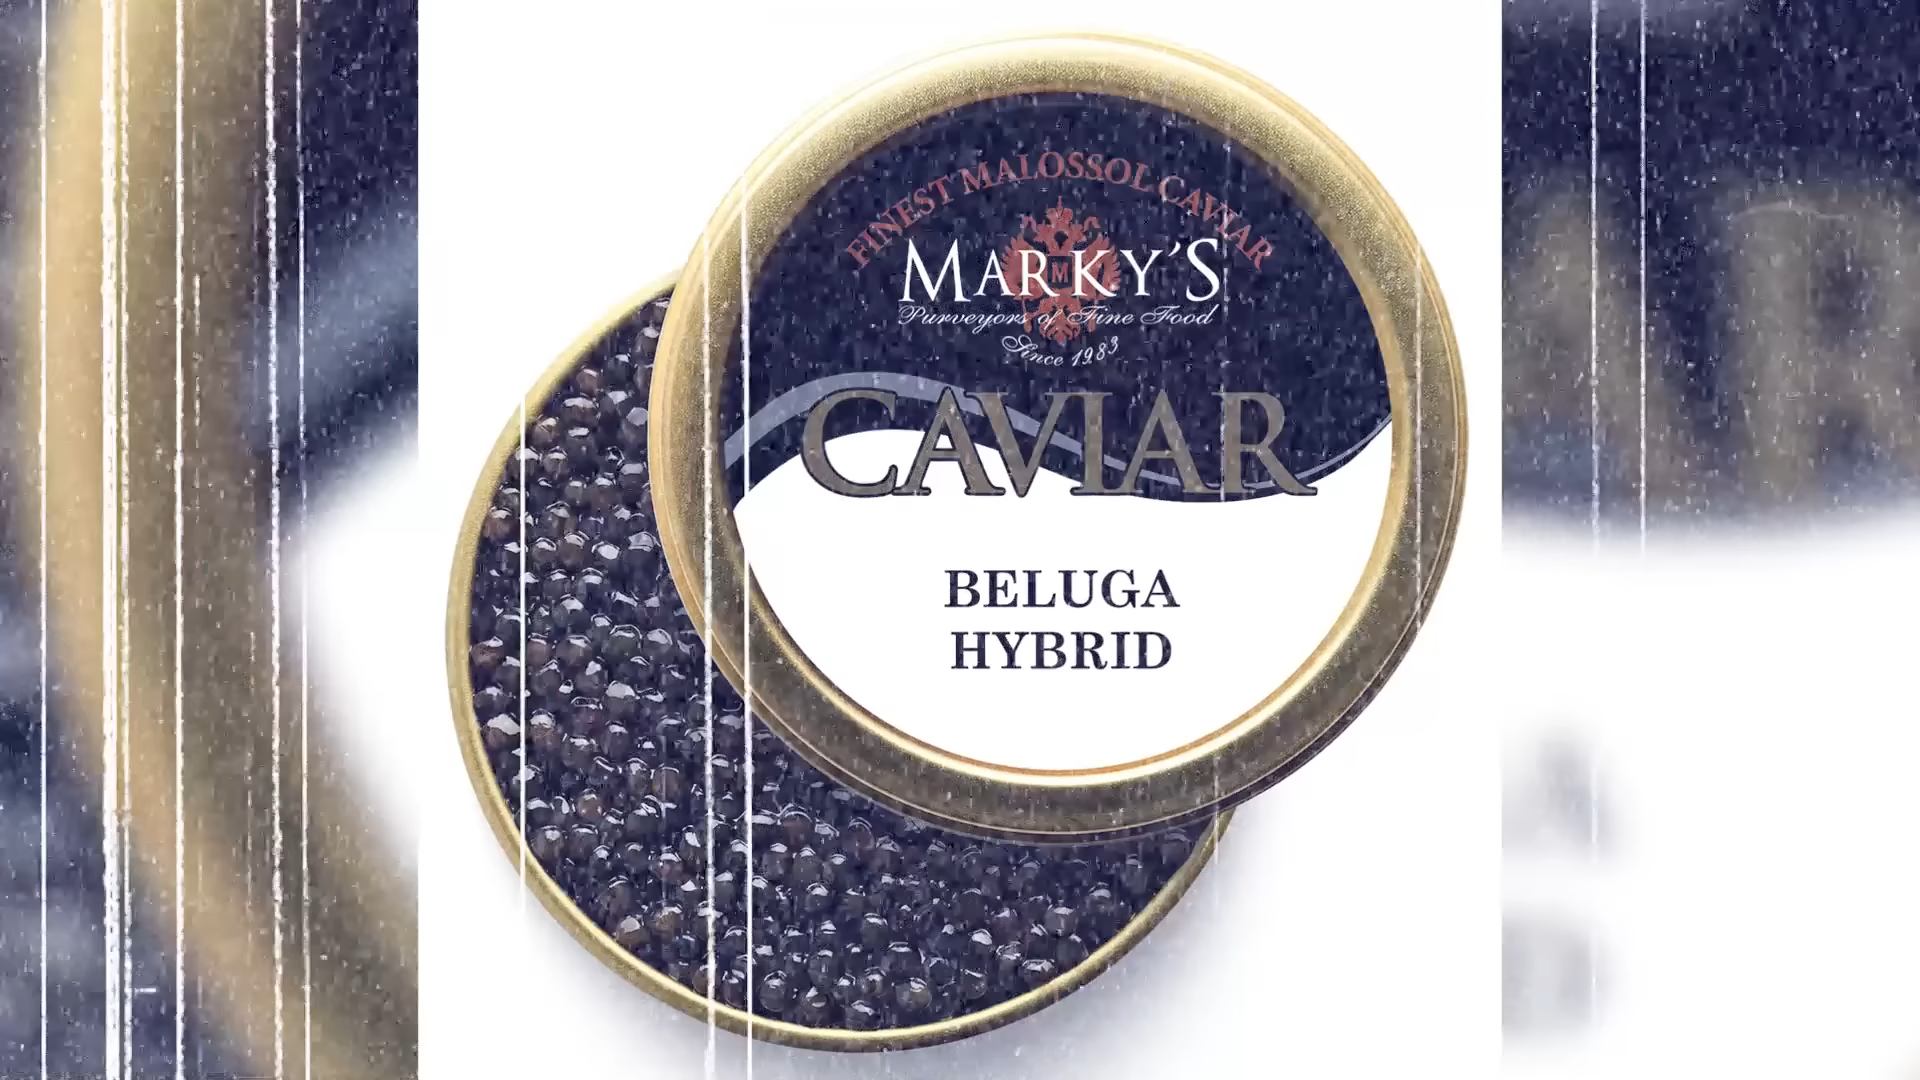 FINEST MALOSSOL CAVIAR
MARKY'S
Purveyors of Fine Food
Since 1983
CAVIAR
BELUGA
HYBRID